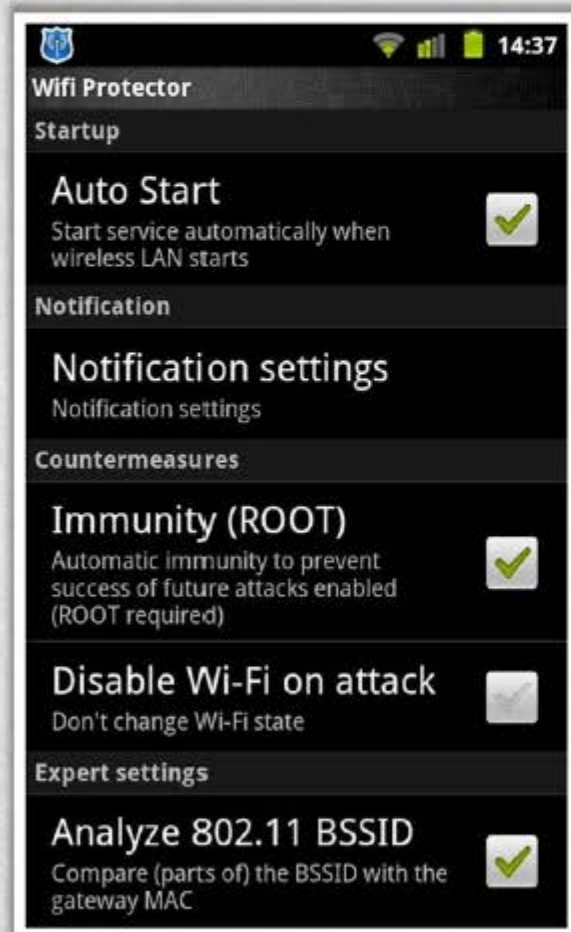 14:37
Wifi Protector
Startup
Auto Start
Start service automatically when
wireless LAN starts
Notification
Notification settings
Notification settings
Countermeasures
Immunity (ROOT)
Automatic immunity to prevent
success of future attacks enabled
(ROOT required)
Disable Wi-Fi on attack
Don't change Wi-Fi state
Expert settings
Analyze 802.11 BSSID
Compare (parts of) the BSSID with the
gateway MAC